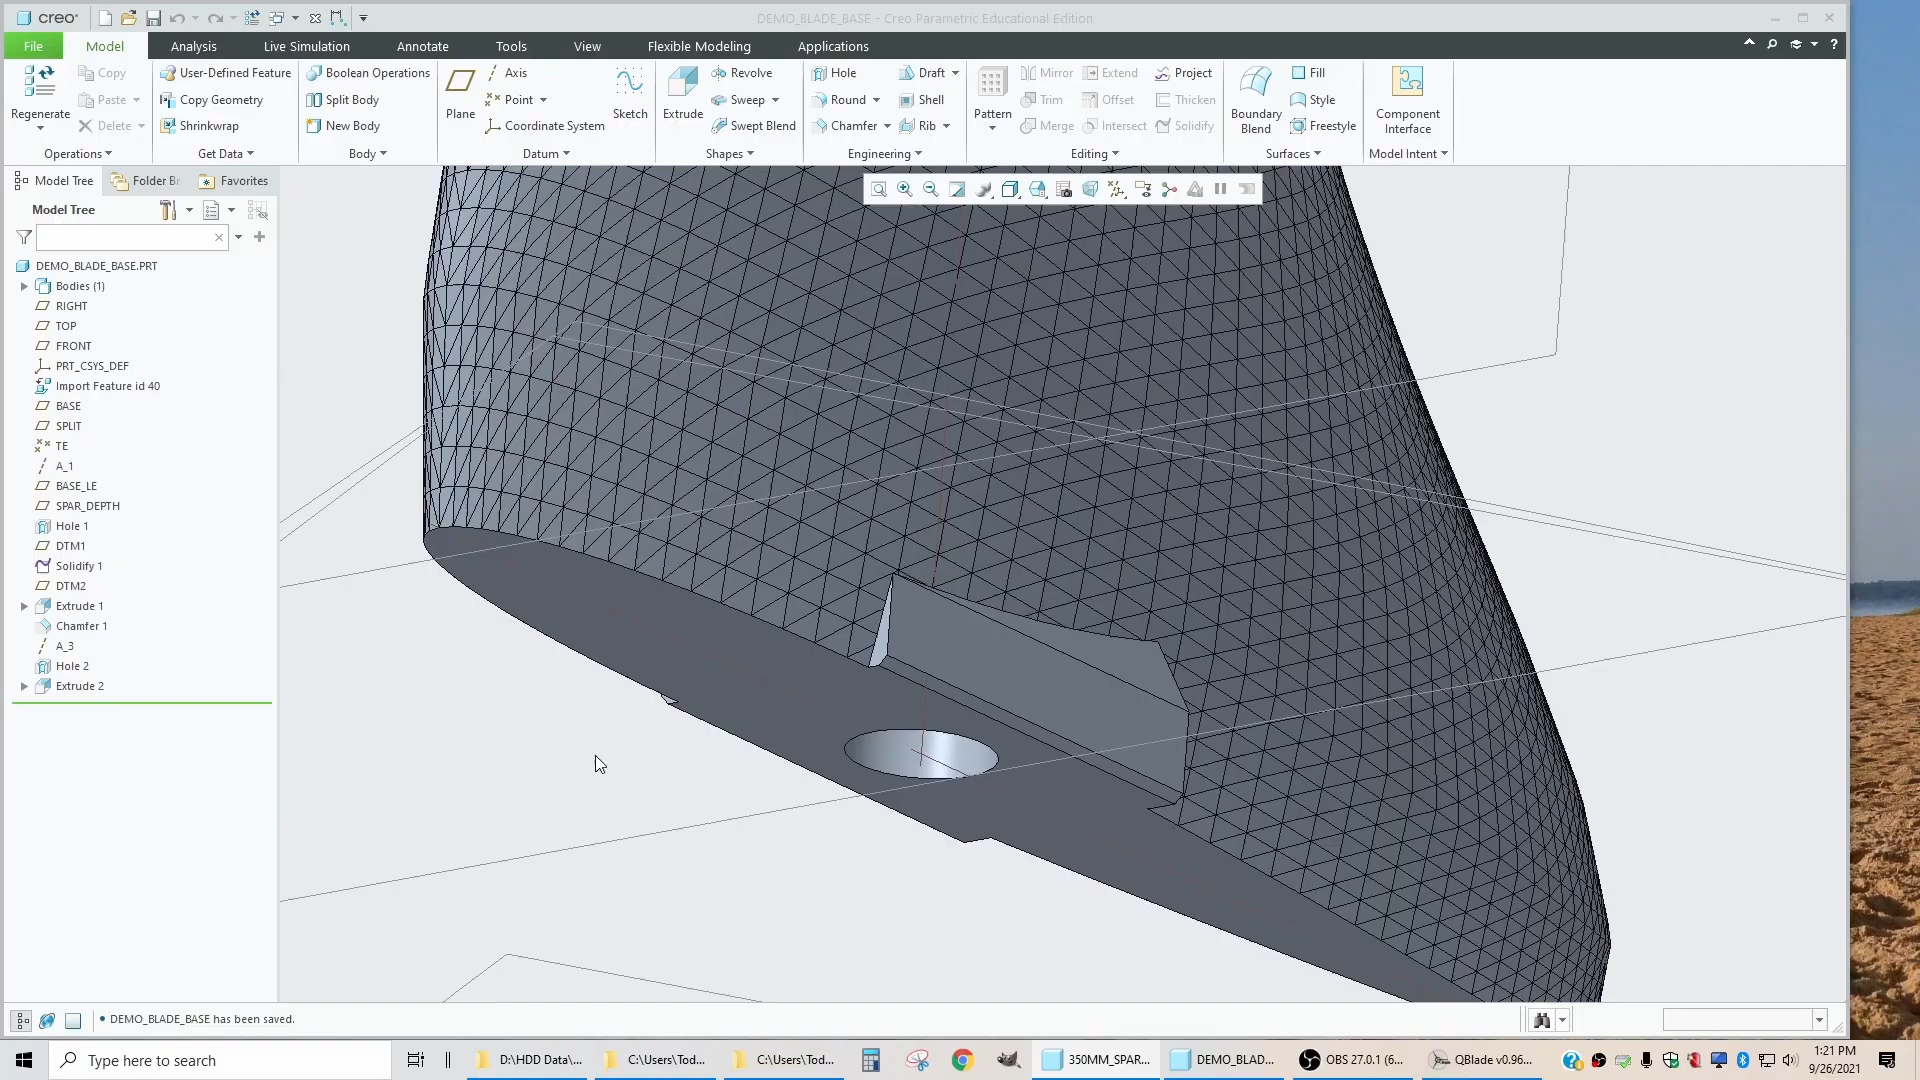 creo
DEMO_BLADE_BASE - Creo Parametric Educational Edition
File Model Analysis Live Simulation Annotate Tools View Flexible Modeling Applications
Regenerate
Copy
Paste
Delete
Operations
User-Defined Feature
Copy Geometry
Shrinkwrap
Get Data
Boolean Operations
Split Body
New Body
Body
Plane
Axis
Point
Coordinate System
Sketch
Datum
Extrude
Revolve
Sweep
Swept Blend
Shapes
Hole
Round
Chamfer
Draft
Shell
Rib
Engineering
Pattern
Mirror
Trim
Merge
Extend
Offset
Intersect
Project
Thicken
Solidify
Editing
Boundary
Blend
Fill
Style
Freestyle
Surfaces
Component
Interface
Model Intent
Model Tree Folder Br Favorites
Model Tree
DEMO_BLADE_BASE.PRT
Bodies (1)
RIGHT
TOP
FRONT
PRT_CSYS_DEF
Import Feature id 40
BASE
SPLIT
TE
A_1
BASE_LE
SPAR_DEPTH
Hole 1
DTM1
Solidify 1
DTM2
Extrude 1
Chamfer 1
A_3
Hole 2
Extrude 2
DEMO_BLADE_BASE has been saved.
Type here to search
D:\HDD Data\...
C:\Users\Tod...
C:\Users\Tod...
350MM_SPAR...
DEMO_BLAD...
OBS 27.0.1 (6...
QBlade v0.96...
1:21 PM
9/26/2021